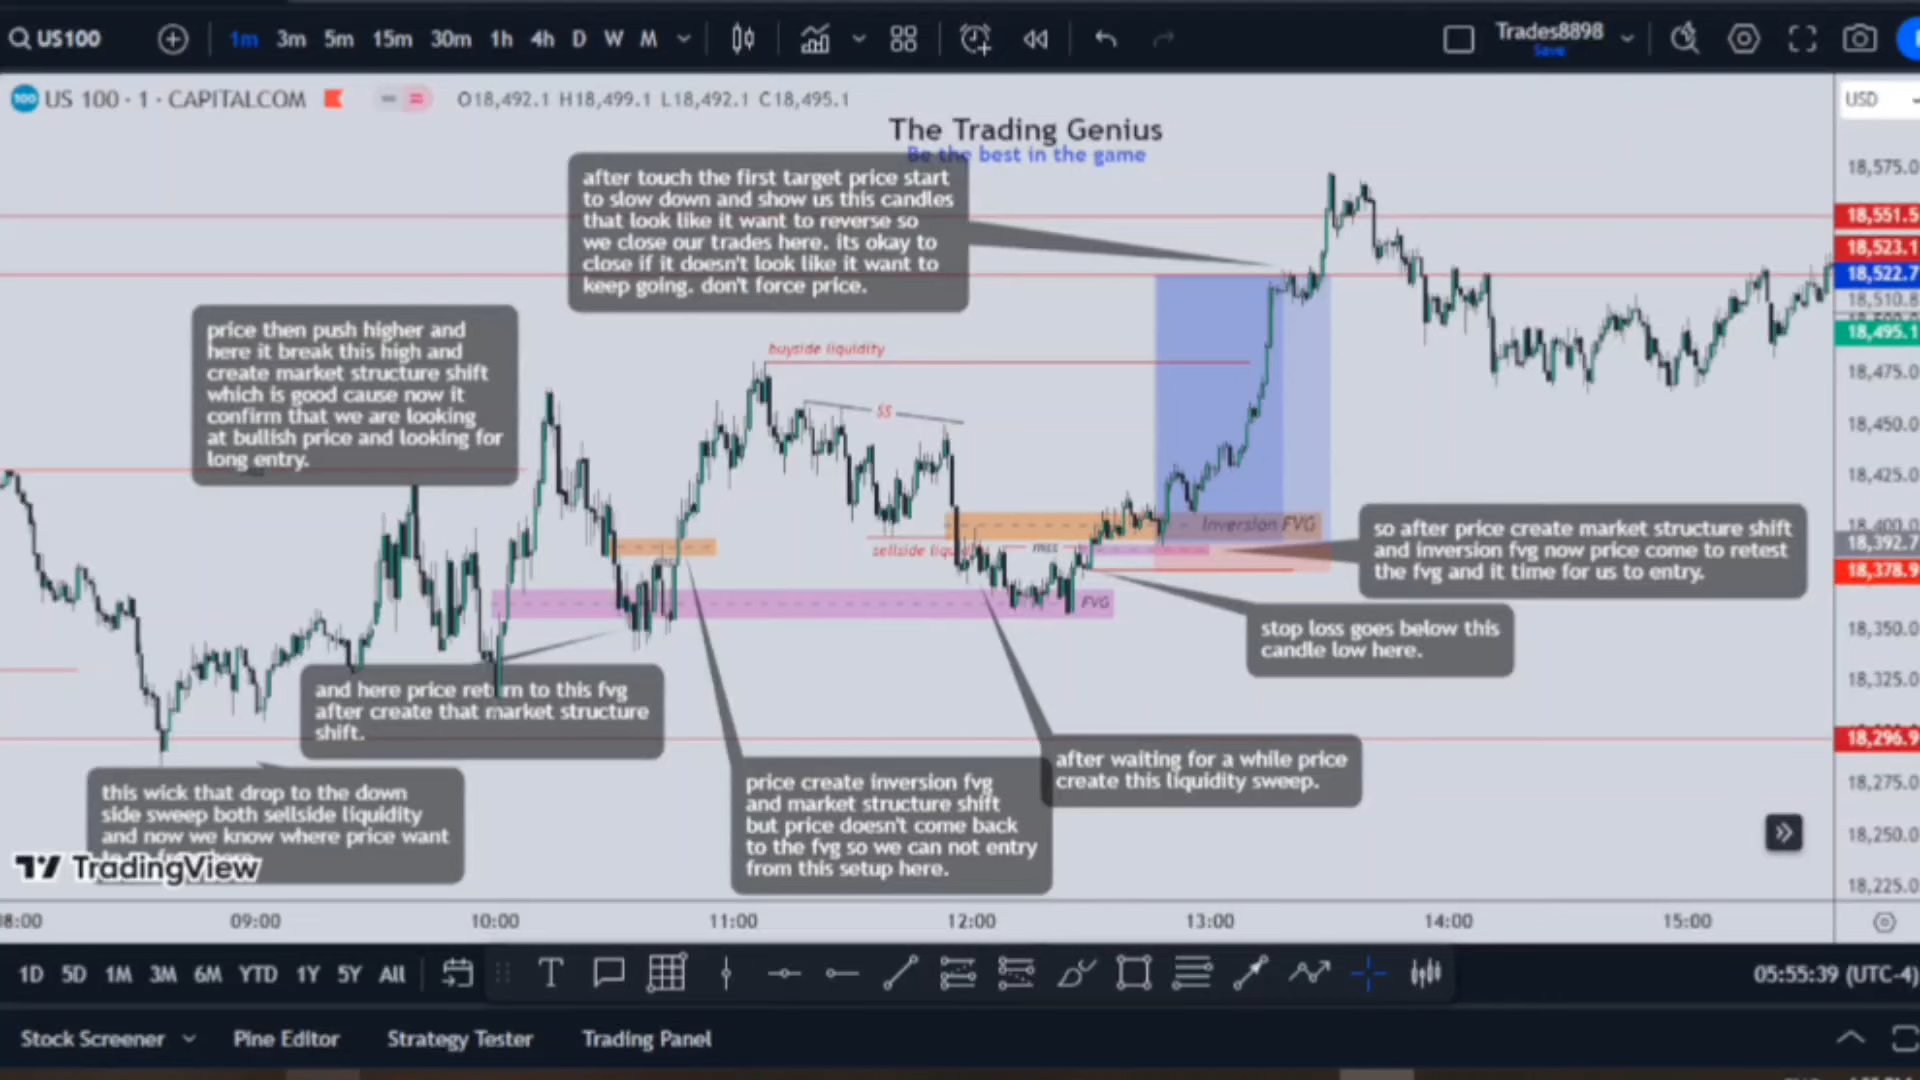 US100
1m 3m 5m 15m 30m 1h 4h D W M
Trades8898
Save
US 100 · 1 · CAPITALCOM
O18,492.1 H18,499.1 L18,492.1 C18,495.1
USD
The Trading Genius
Be the best in the game
after touch the first target price start
to slow down and show us this candles
that look like it want to reverse so
we close our trades here. its okay to
close if it doesn't look like it want to
keep going. don't force price.
price then push higher and
here it break this high and
create market structure shift
which is good cause now it
confirm that we are looking
at bullish price and looking for
long entry.
buyside liquidity
SS
Inversion FVG
sellside
mss
FVG
so after price create market structure shift
and inversion fvg now price come to retest
the fvg and it time for us to entry.
stop loss goes below this
candle low here.
and here price return to this fvg
after create that market structure
shift.
after waiting for a while price
create this liquidity sweep.
price create inversion fvg
and market structure shift
but price doesn't come back
to the fvg so we can not entry
from this setup here.
this wick that drop to the down
side sweep both sellside liquidity
and now we know where price want
TradingView
18,575.0
18,551.5
18,523.1
18,522.7
18,510.8
18,495.1
18,475.0
18,450.0
18,425.0
18,400.0
18,392.7
18,378.9
18,350.0
18,325.0
18,296.9
18,275.0
18,250.0
18,225.0
08:00 09:00 10:00 11:00 12:00 13:00 14:00 15:00
1D 5D 1M 3M 6M YTD 1Y 5Y All
05:55:39 (UTC-4)
Stock Screener Pine Editor Strategy Tester Trading Panel